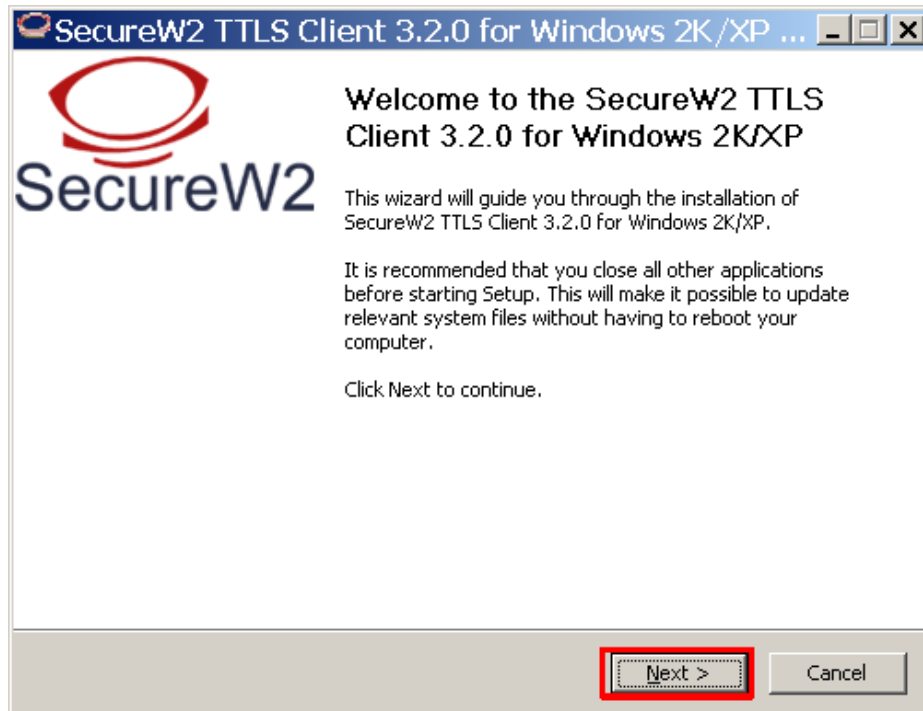 SecureW2 TTLS Client 3.2.0 for Windows 2K/XP ...
SecureW2
Welcome to the SecureW2 TTLS
Client 3.2.0 for Windows 2K/XP
This wizard will guide you through the installation of
SecureW2 TTLS Client 3.2.0 for Windows 2K/XP.
It is recommended that you close all other applications
before starting Setup. This will make it possible to update
relevant system files without having to reboot your
computer.
Click Next to continue.
Next >
Cancel